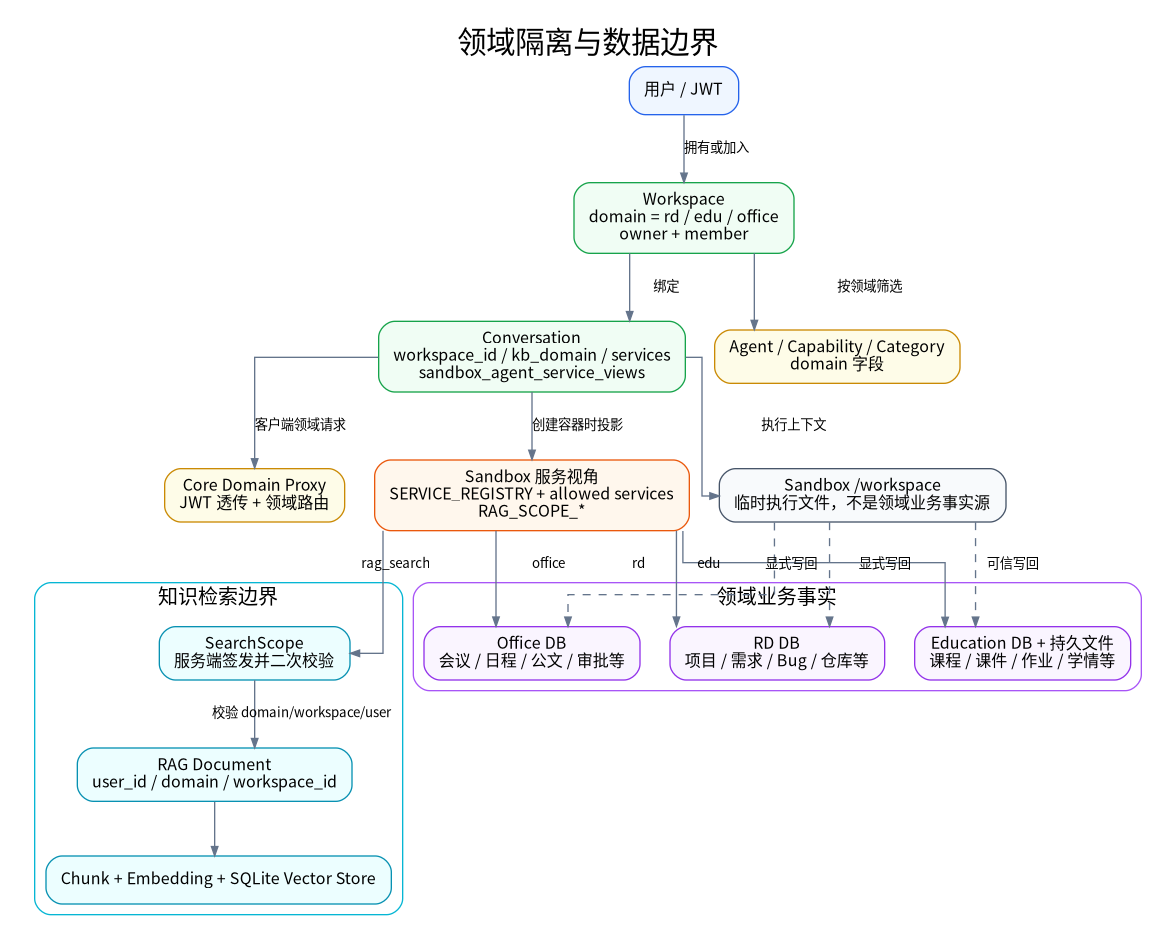 领域隔离与数据边界
用户 / JWT
拥有或加入
Workspace
domain = rd / edu / office
owner + member
绑定
按领域筛选
Conversation
workspace_id / kb_domain / services
sandbox_agent_service_views
Agent / Capability / Category
domain 字段
客户端领域请求
创建容器时投影
执行上下文
Core Domain Proxy
JWT 透传 + 领域路由
Sandbox 服务视角
SERVICE_REGISTRY + allowed services
RAG_SCOPE_*
Sandbox /workspace
临时执行文件，不是领域业务事实源
rag_search
office
rd
edu
显式写回
显式写回
可信写回
知识检索边界
领域业务事实
SearchScope
服务端签发并二次校验
Office DB
会议 / 日程 / 公文 / 审批等
RD DB
项目 / 需求 / Bug / 仓库等
Education DB + 持久文件
课程 / 课件 / 作业 / 学情等
校验 domain/workspace/user
RAG Document
user_id / domain / workspace_id
Chunk + Embedding + SQLite Vector Store